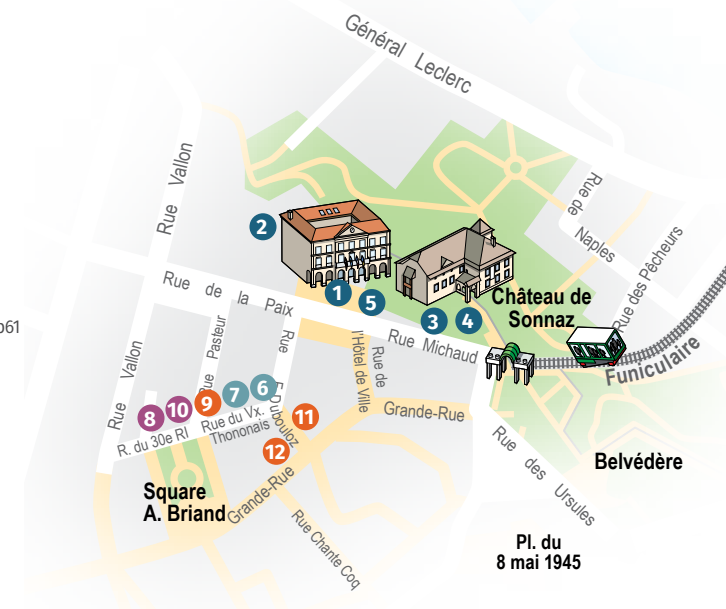 Général Leclerc
Rue Vallon
2
Rue de
Naples
Rue des Pêcheurs
Rue de la Paix
1
5
3
4
Château de
Sonnaz
Rue Michaud
Funiculaire
o61
Rue Vallon
Rue Pasteur
Rue
F. Dubouloz
Rue de
l'Hôtel de Ville
8
10
9
7
6
R. du 30e RI
Rue du Vx.
Thononais
11
12
Grande-Rue
Grande-Rue
Rue des Ursules
Belvédère
Square
A. Briand
Rue Chante Coq
Pl. du
8 mai 1945